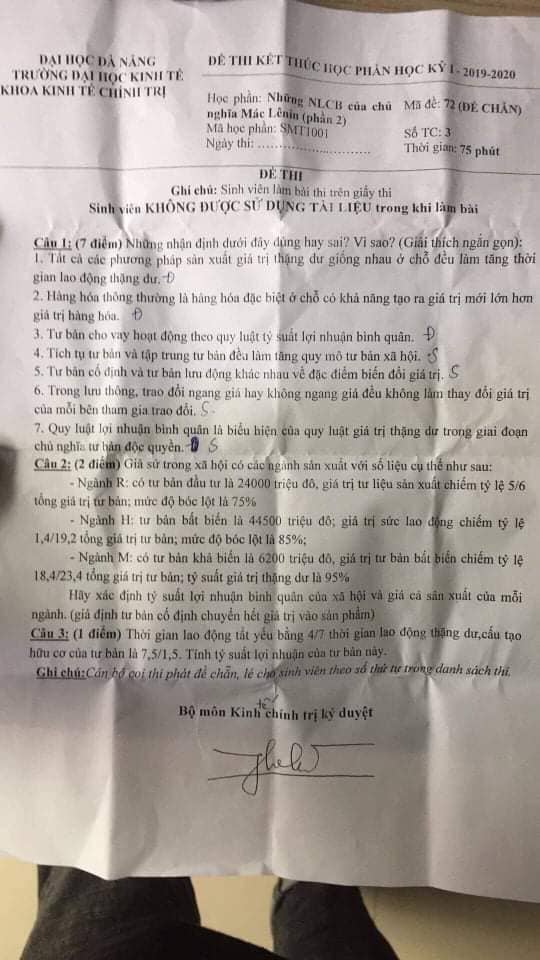 ĐẠI HỌC ĐÀ NẴNG
TRƯỜNG ĐẠI HỌC KINH TẾ
KHOA KINH TẾ CHÍNH TRỊ
ĐỀ THI KẾT THÚC HỌC PHẦN HỌC KỲ I - 2019-2020
Học phần: Những NLCB của chủ nghĩa Mác Lênin (phần 2)
Mã học phần: SMT1001
Ngày thi: ..............................
Mã đề: 72 (ĐỀ CHẴN)
Số TC: 3
Thời gian: 75 phút
ĐỀ THI
Ghi chú: Sinh viên làm bài thi trên giấy thi
Sinh viên KHÔNG ĐƯỢC SỬ DỤNG TÀI LIỆU trong khi làm bài
Câu 1: (7 điểm) Những nhận định dưới đây đúng hay sai? Vì sao? (Giải thích ngắn gọn):
1. Tất cả các phương pháp sản xuất giá trị thặng dư giống nhau ở chỗ đều làm tăng thời
gian lao động thặng dư. Đ
2. Hàng hóa thông thường là hàng hóa đặc biệt ở chỗ có khả năng tạo ra giá trị mới lớn hơn
giá trị hàng hóa. Đ
3. Tư bản cho vay hoạt động theo quy luật tỷ suất lợi nhuận bình quân. Đ
4. Tích tụ tư bản và tập trung tư bản đều làm tăng quy mô tư bản xã hội. S
5. Tư bản cố định và tư bản lưu động khác nhau về đặc điểm biến đổi giá trị. S
6. Trong lưu thông, trao đổi ngang giá hay không ngang giá đều không làm thay đổi giá trị
của mỗi bên tham gia trao đổi. S
7. Quy luật lợi nhuận bình quân là biểu hiện của quy luật giá trị thặng dư trong giai đoạn
chủ nghĩa tư bản độc quyền. S
Câu 2: (2 điểm) Giả sử trong xã hội có các ngành sản xuất với số liệu cụ thể như sau:
- Ngành R: có tư bản đầu tư là 24000 triệu đô, giá trị tư liệu sản xuất chiếm tỷ lệ 5/6
tổng giá trị tư bản; mức độ bóc lột là 75%
- Ngành H: tư bản bất biến là 44500 triệu đô; giá trị sức lao động chiếm tỷ lệ
1,4/19,2 tổng giá trị tư bản; mức độ bóc lột là 85%;
- Ngành M: có tư bản khả biến là 6200 triệu đô, giá trị tư bản bất biến chiếm tỷ lệ
18,4/23,4 tổng giá trị tư bản; tỷ suất giá trị thặng dư là 95%
Hãy xác định tỷ suất lợi nhuận bình quân của xã hội và giá cả sản xuất của mỗi
ngành. (giả định tư bản cố định chuyển hết giá trị vào sản phẩm)
Câu 3: (1 điểm) Thời gian lao động tất yếu bằng 4/7 thời gian lao động thặng dư,cấu tạo
hữu cơ của tư bản là 7,5/1,5. Tính tỷ suất lợi nhuận của tư bản này.
Ghi chú:Cán bộ coi thi phát đề chẵn, lẻ cho sinh viên theo số thứ tự trong danh sách thi.
Bộ môn Kinh tế chính trị ký duyệt